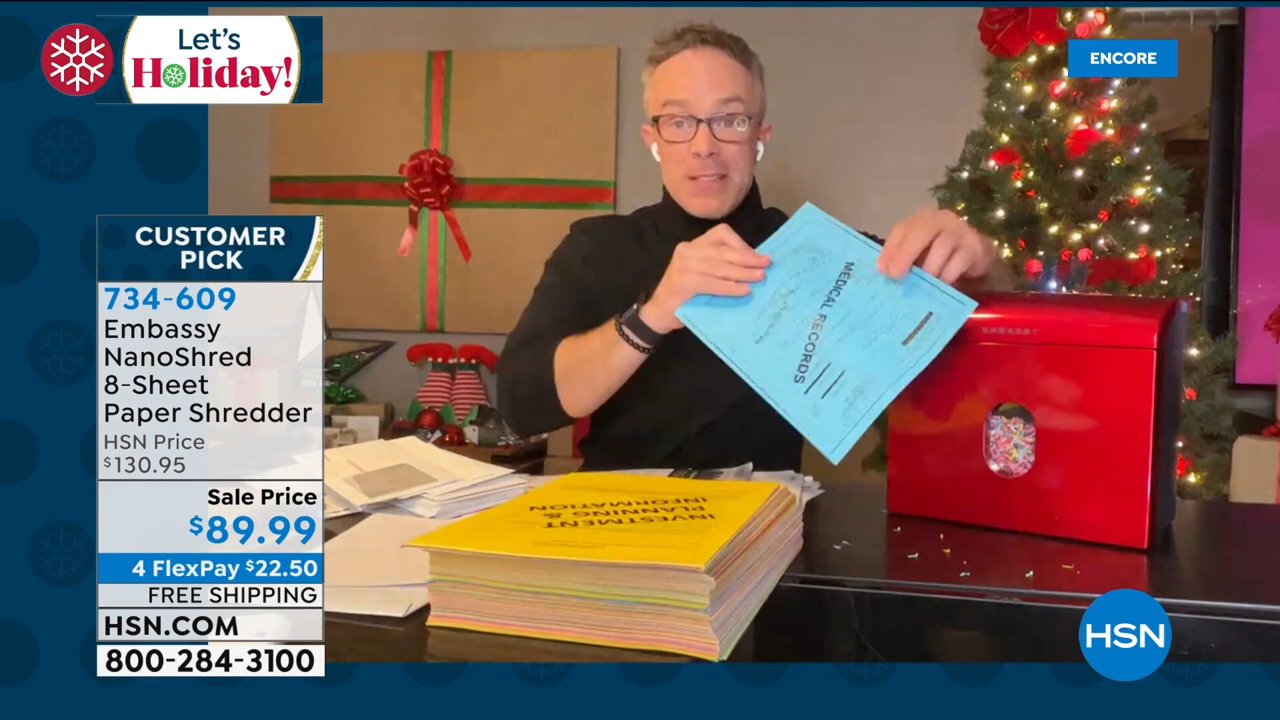 Let's
Holiday!
ENCORE
CUSTOMER
PICK
734-609
Embassy
NanoShred
8-Sheet
Paper Shredder
HSN Price
$130.95
Sale Price
$89.99
4 FlexPay $22.50
FREE SHIPPING
HSN.COM
800-284-3100
MEDICAL RECORDS
INVESTMENT
PLANNING &
INFORMATION
HSN